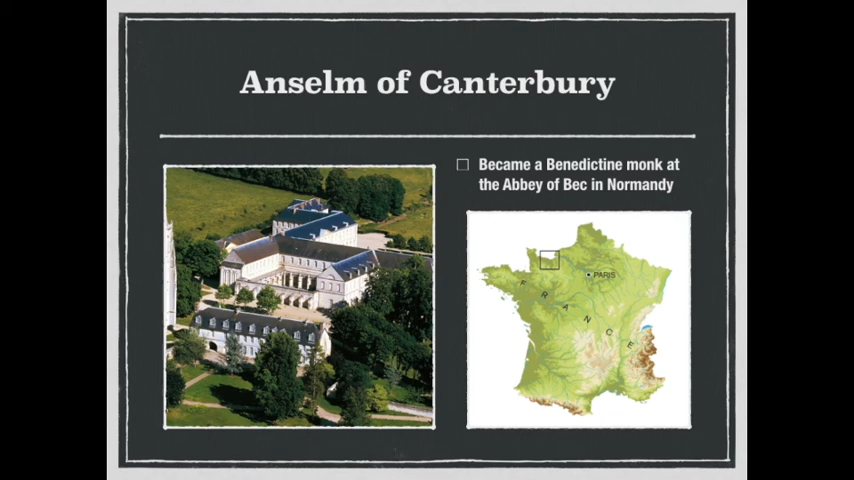 Anselm of Canterbury
Became a Benedictine monk at
the Abbey of Bec in Normandy
PARIS
FRANCE